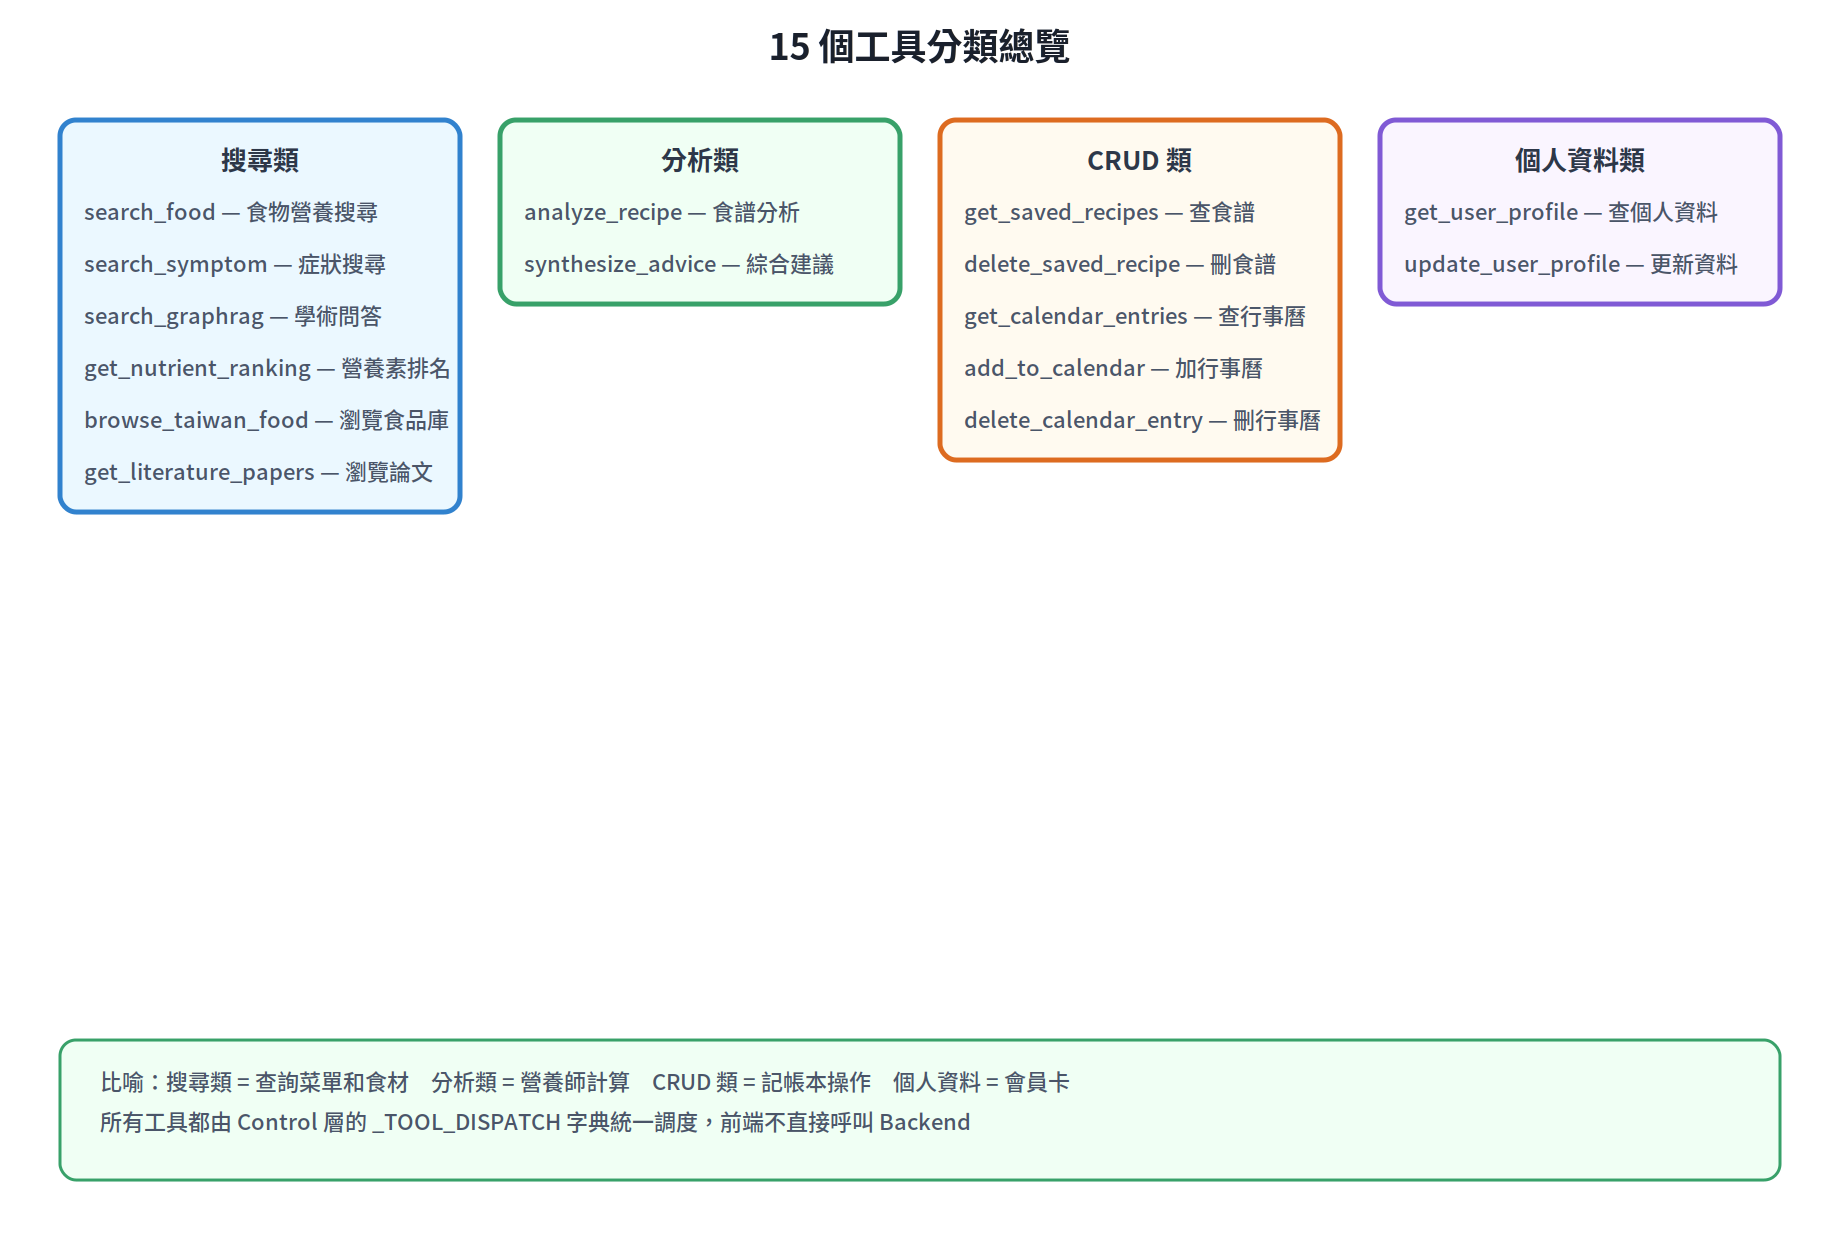 15 個工具分類總覽
搜尋類
search_food — 食物營養搜尋
search_symptom — 症狀搜尋
search_graphrag — 學術問答
get_nutrient_ranking — 營養素排名
browse_taiwan_food — 瀏覽食品庫
get_literature_papers — 瀏覽論文
分析類
analyze_recipe — 食譜分析
synthesize_advice — 綜合建議
CRUD 類
get_saved_recipes — 查食譜
delete_saved_recipe — 刪食譜
get_calendar_entries — 查行事曆
add_to_calendar — 加行事曆
delete_calendar_entry — 刪行事曆
個人資料類
get_user_profile — 查個人資料
update_user_profile — 更新資料
比喻：搜尋類 = 查詢菜單和食材　分析類 = 營養師計算　CRUD 類 = 記帳本操作　個人資料 = 會員卡
所有工具都由 Control 層的 _TOOL_DISPATCH 字典統一調度，前端不直接呼叫 Backend